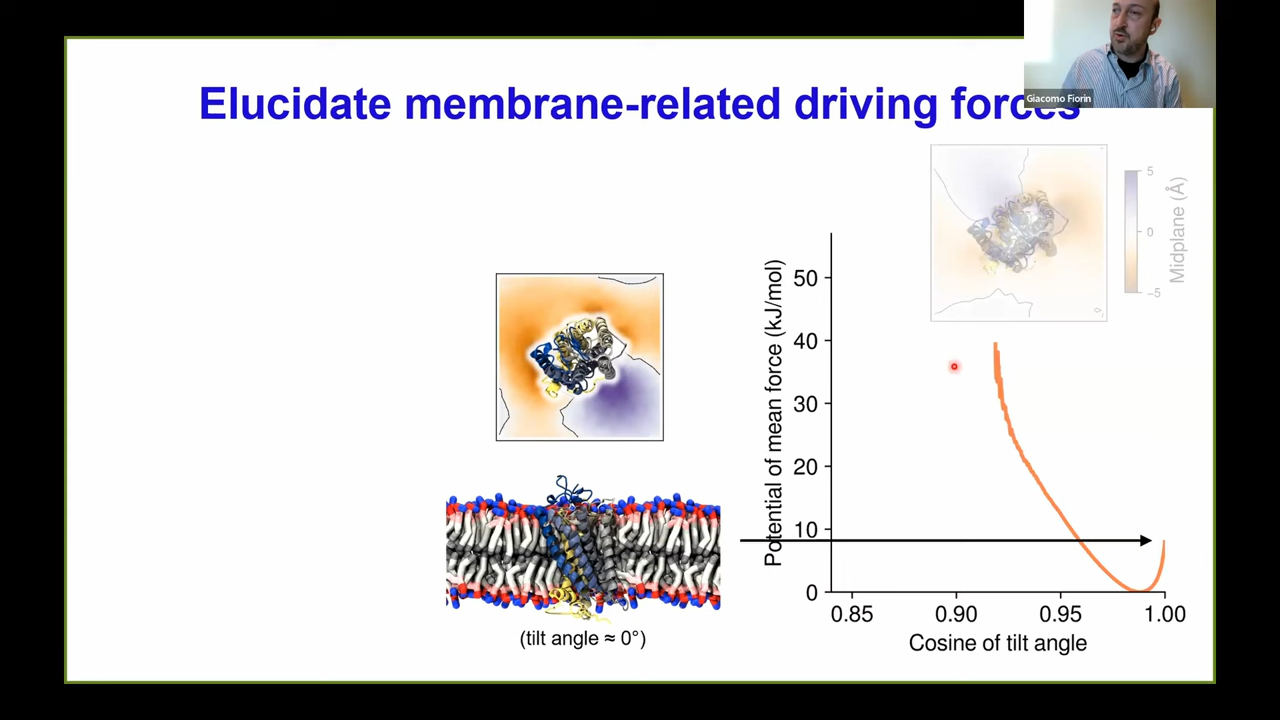 Elucidate membrane-related driving forces
Giacomo Fiorin
5
0
−5
Midplane (Å)
50
40
30
20
10
0
Potential of mean force (kJ/mol)
0.85 0.90 0.95 1.00
Cosine of tilt angle
(tilt angle ≈ 0°)